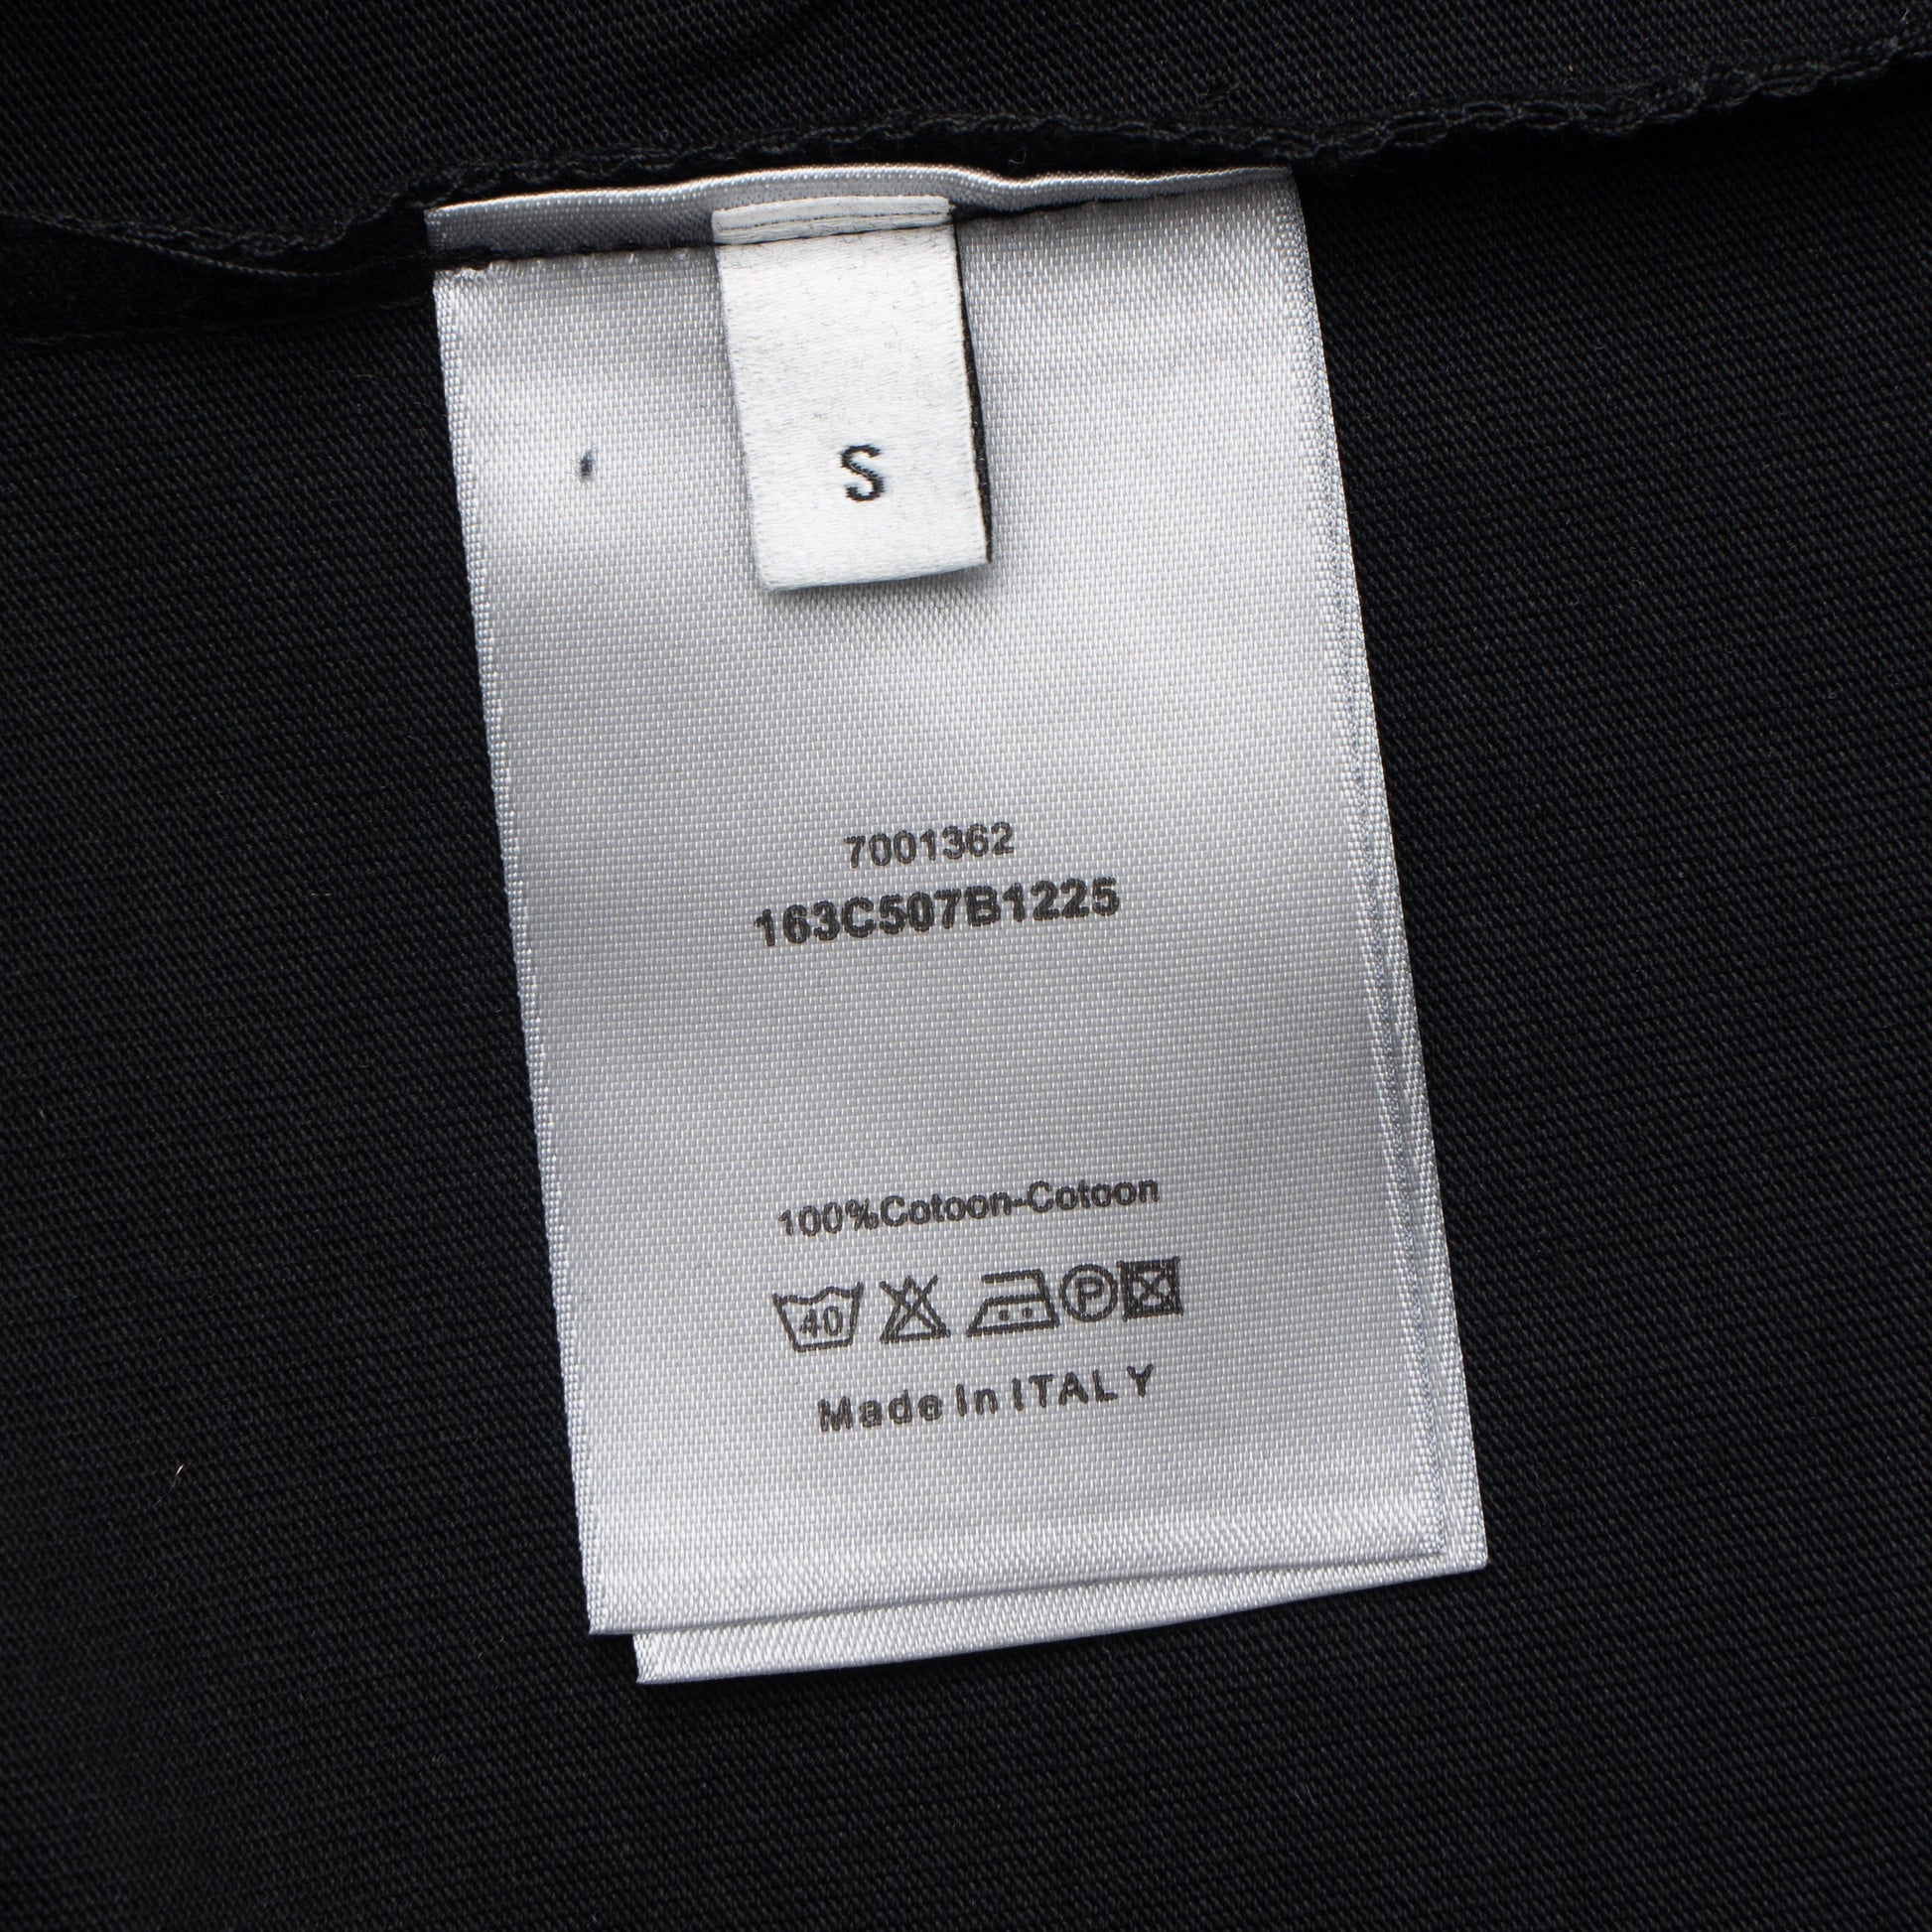 S
7001362
163C507B1225
100%Cotoon-Cotoon
40 P
Made In ITALY